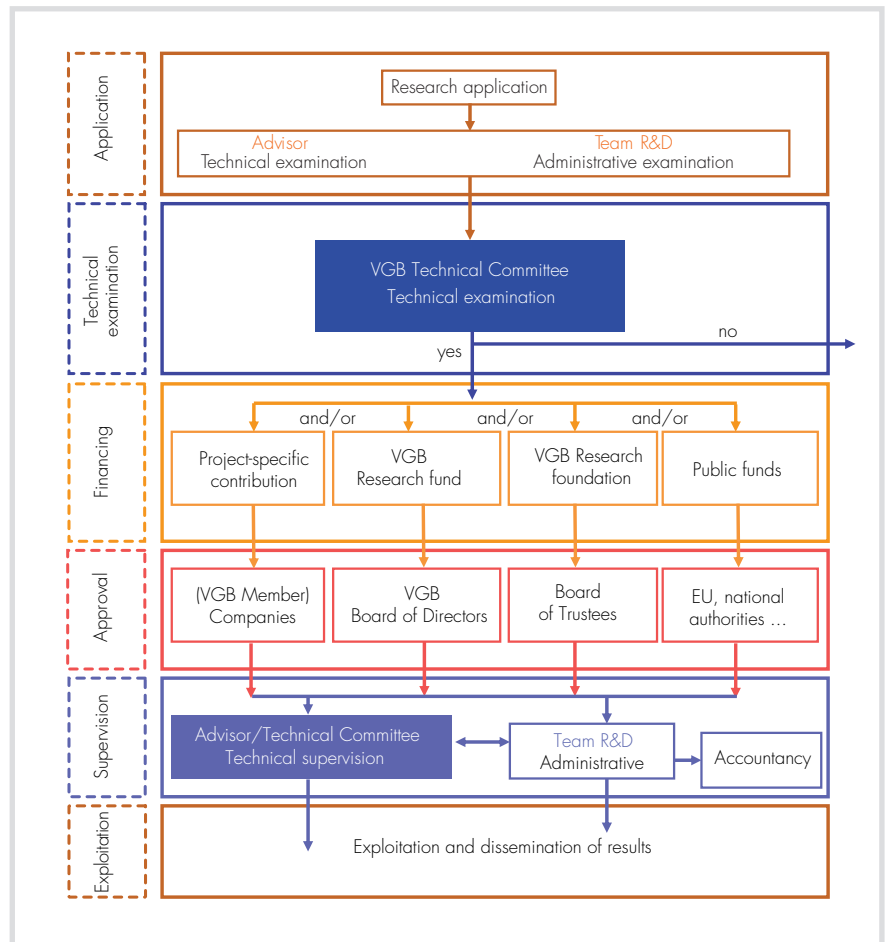 Application
Research application
Advisor
Technical examination
Team R&D
Administrative examination
Technical
examination
VGB Technical Committee
Technical examination
yes
no
Financing
and/or
and/or
and/or
Project-specific
contribution
VGB
Research fund
VGB Research
foundation
Public funds
Approval
(VGB Member)
Companies
VGB
Board of Directors
Board
of Trustees
EU, national
authorities ...
Supervision
Advisor/Technical Committee
Technical supervision
Team R&D
Administrative
Accountancy
Exploitation
Exploitation and dissemination of results